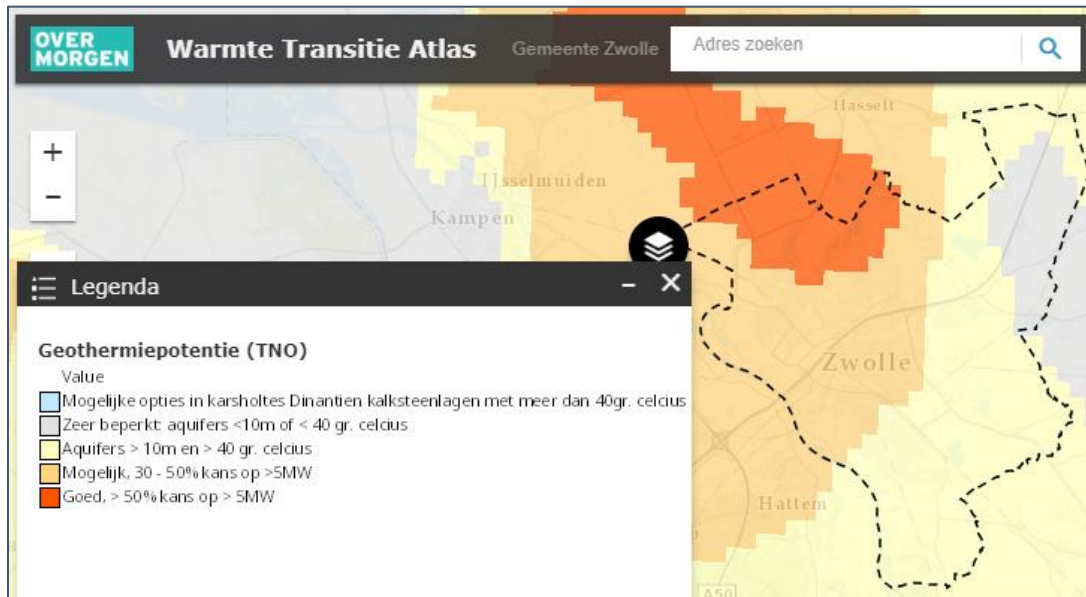 OVER
MORGEN
Warmte Transitie Atlas
Gemeente Zwolle
Adres zoeken
Hasselt
+
IJsselmuiden
−
Kampen
Legenda
− ×
Geothermiepotentie (TNO)
Value
Zwolle
Mogelijke opties in karsholtes Dinantien kalksteenlagen met meer dan 40gr. celcius
Zeer beperkt: aquifers <10m of < 40 gr. celcius
Aquifers > 10m en > 40 gr. celcius
Mogelijk, 30 - 50% kans op >5MW
Goed, > 50% kans op > 5MW
Hattem
A50